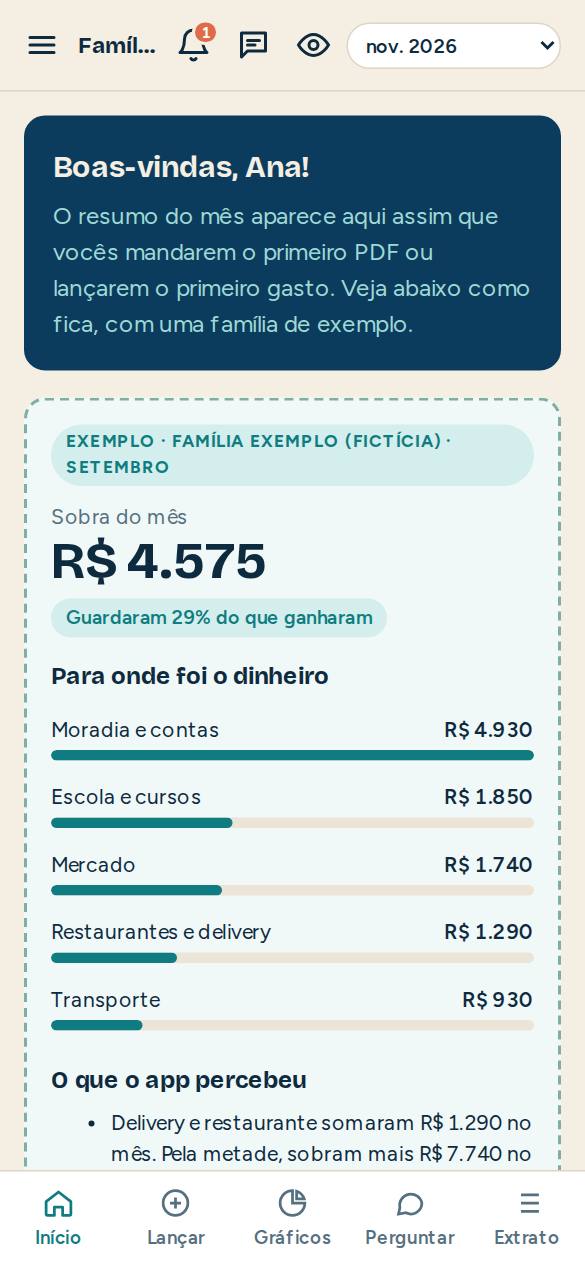 Famíl...
1
nov. 2026
Boas-vindas, Ana!
O resumo do mês aparece aqui assim que
vocês mandarem o primeiro PDF ou
lançarem o primeiro gasto. Veja abaixo como
fica, com uma família de exemplo.
EXEMPLO · FAMÍLIA EXEMPLO (FICTÍCIA) ·
SETEMBRO
Sobra do mês
R$ 4.575
Guardaram 29% do que ganharam
Para onde foi o dinheiro
Moradia e contas R$ 4.930
Escola e cursos R$ 1.850
Mercado R$ 1.740
Restaurantes e delivery R$ 1.290
Transporte R$ 930
O que o app percebeu
• Delivery e restaurante somaram R$ 1.290 no
mês. Pela metade, sobram mais R$ 7.740 no
Início Lançar Gráficos Perguntar Extrato